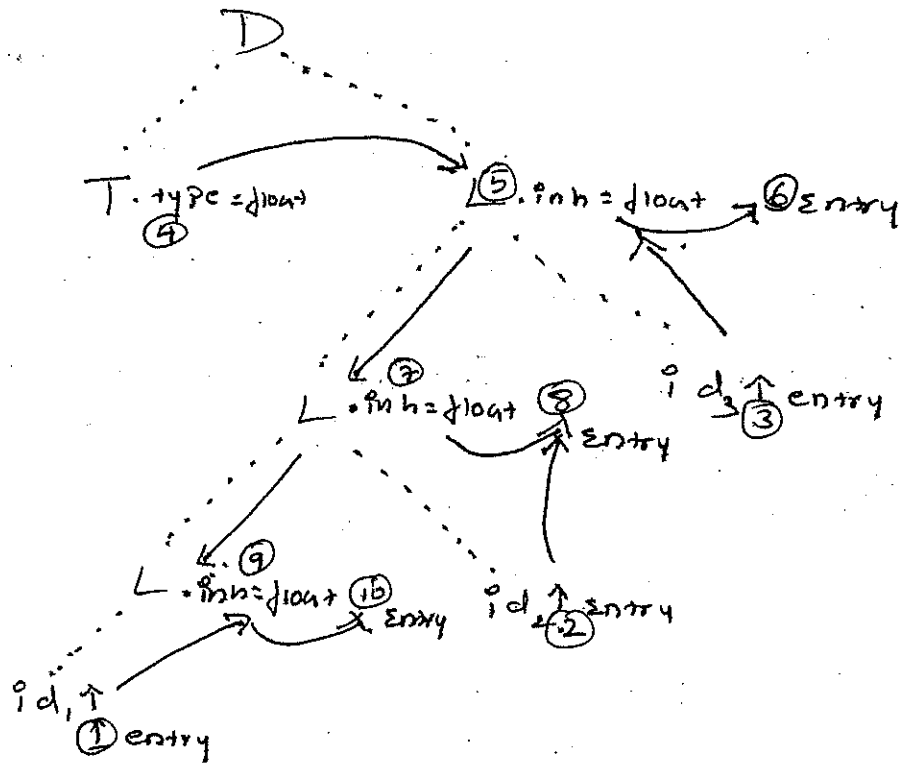 D
T . type = float
④
L ⑤ . inh = float ⑥ Entry
L . inh = float ⑦
⑧ Entry
id₃ ↑ entry
③
L . inh = float ⑨
⑩ Entry
id₂ ↑ Entry
②
id₁ ↑
① entry